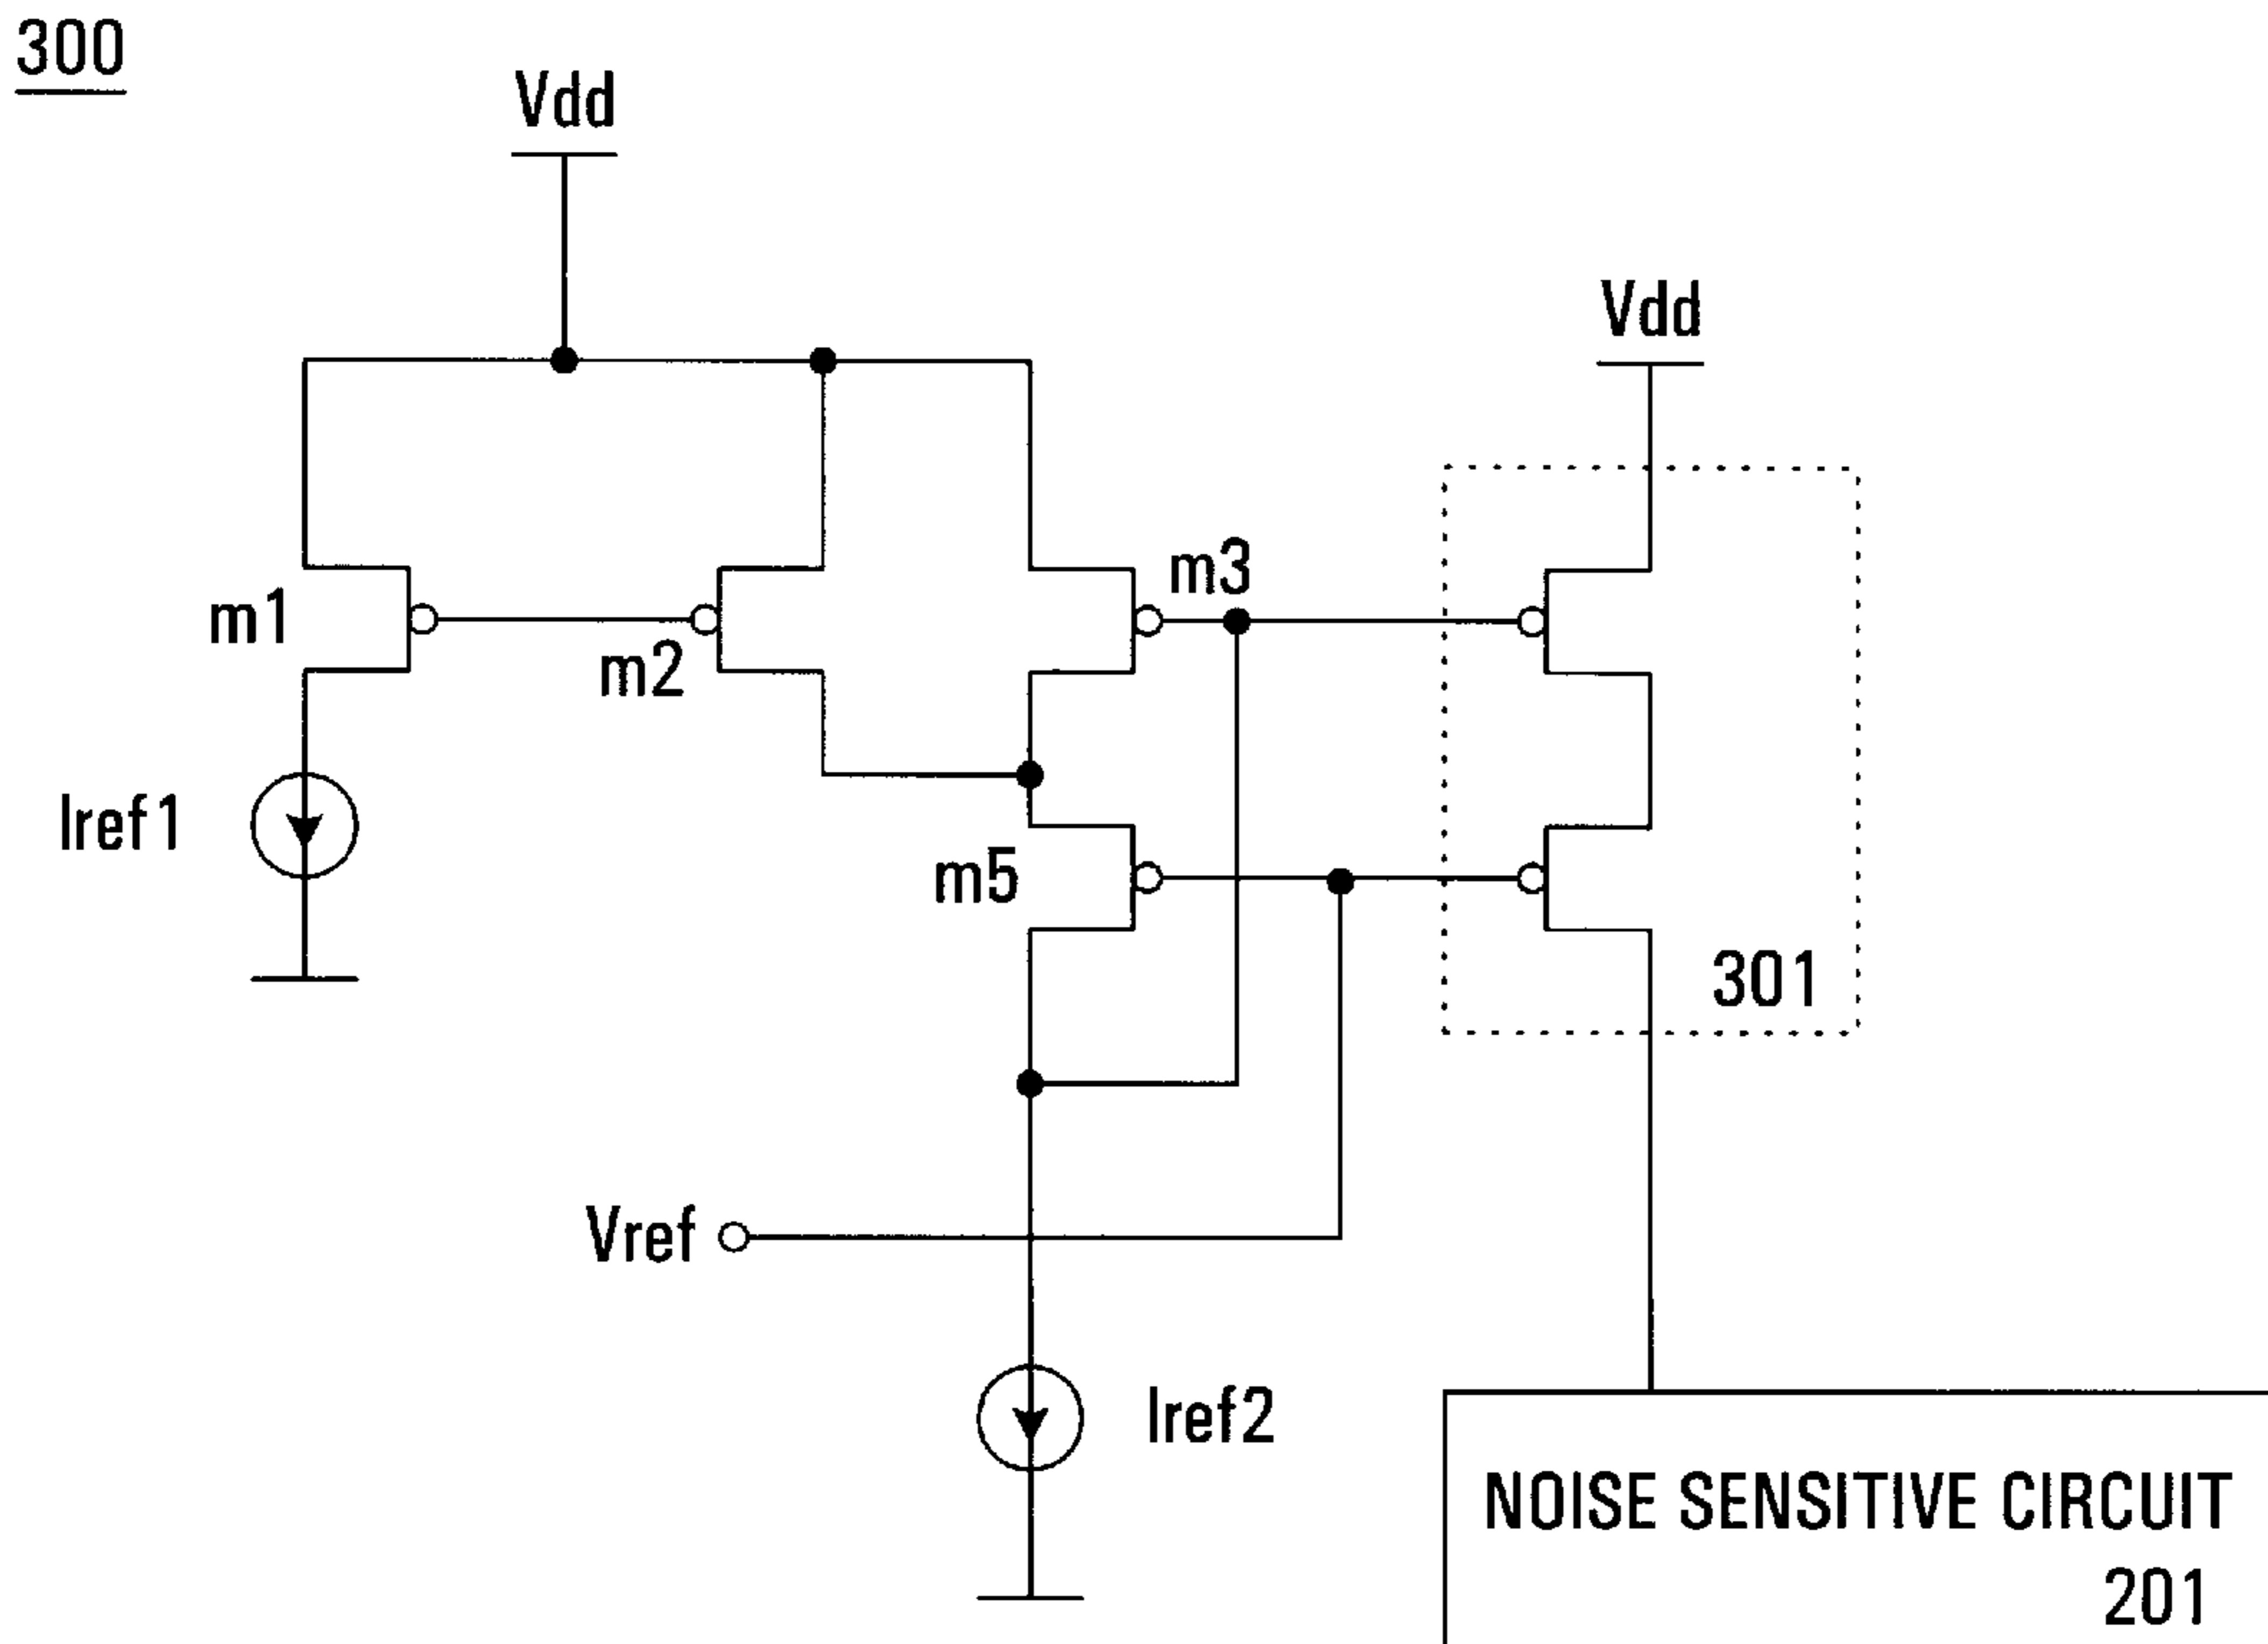 300
Vdd
Vdd
m3
m1
m2
Iref1
m5
301
Vref
Iref2
NOISE SENSITIVE CIRCUIT
201